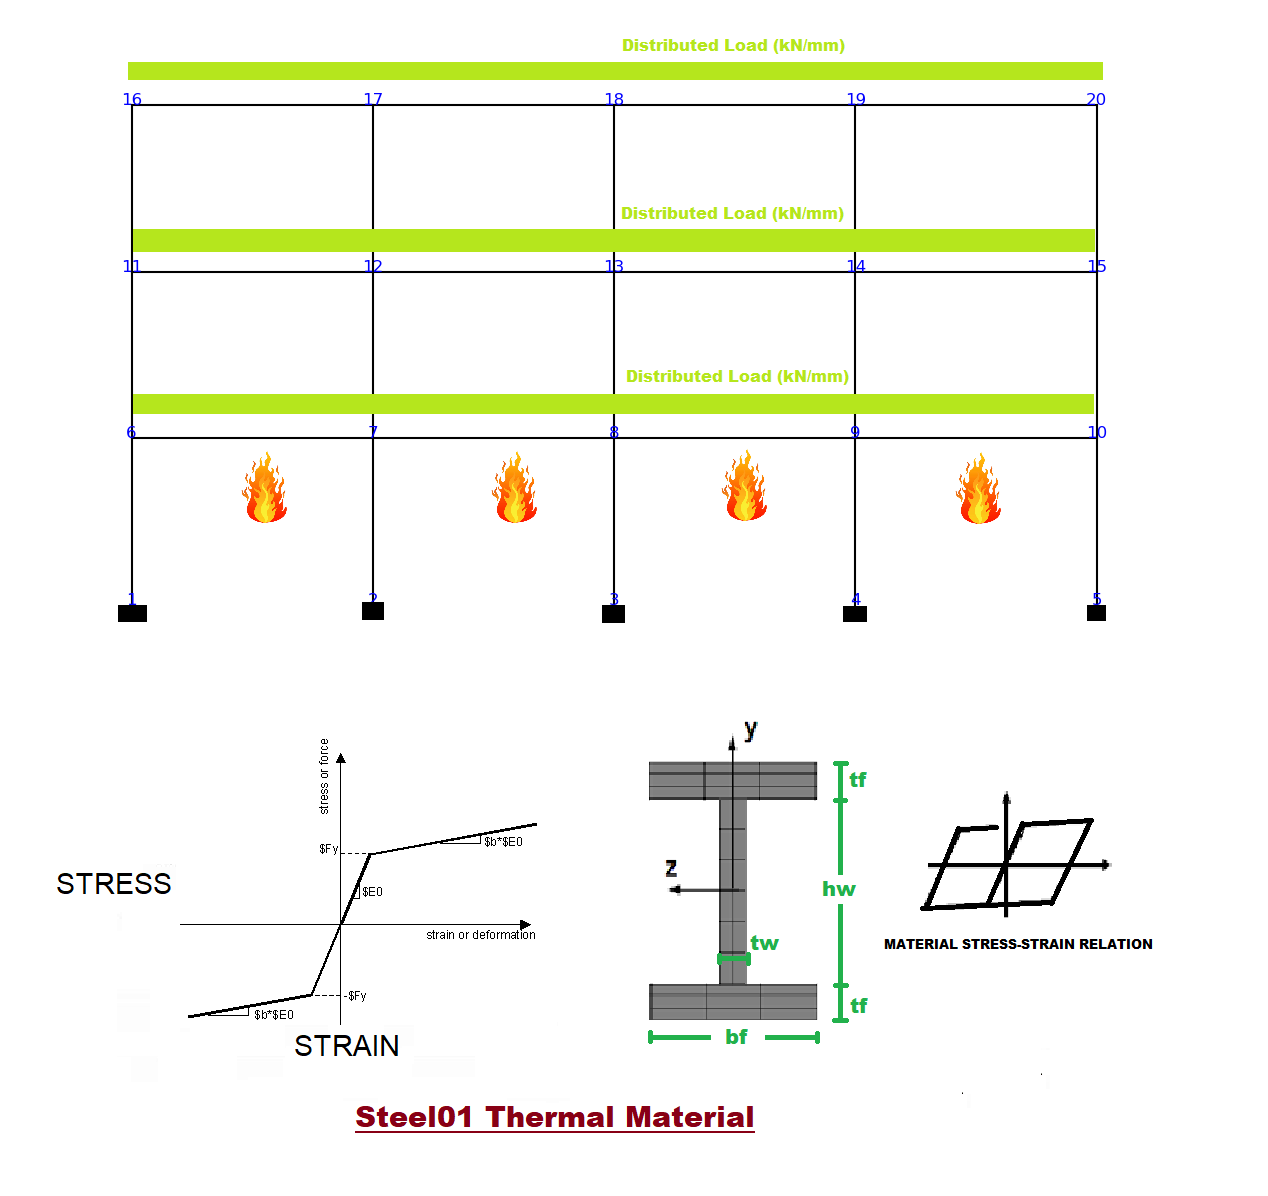 Distributed Load (kN/mm)
16 17 18 19 20
Distributed Load (kN/mm)
11 12 13 14 15
Distributed Load (kN/mm)
6 7 8 9 10
1 2 3 4 5
stress or force
$Fy
$b*$E0
$E0
STRESS
strain or deformation
-$Fy
$b*$E0
STRAIN
y
z
tf
hw
tw
tf
bf
MATERIAL STRESS-STRAIN RELATION
Steel01 Thermal Material